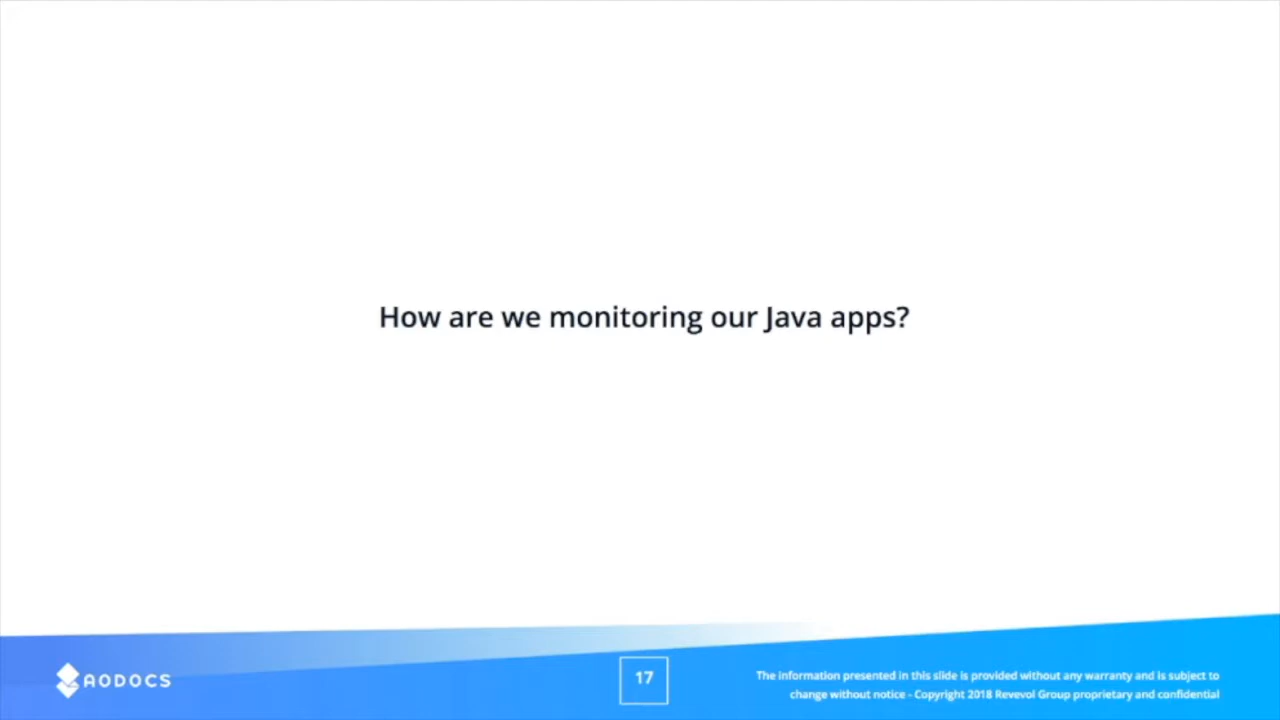 How are we monitoring our Java apps?
AODOCS
17
The information presented in this slide is provided without any warranty and is subject to
change without notice - Copyright 2018 Revevol Group proprietary and confidential